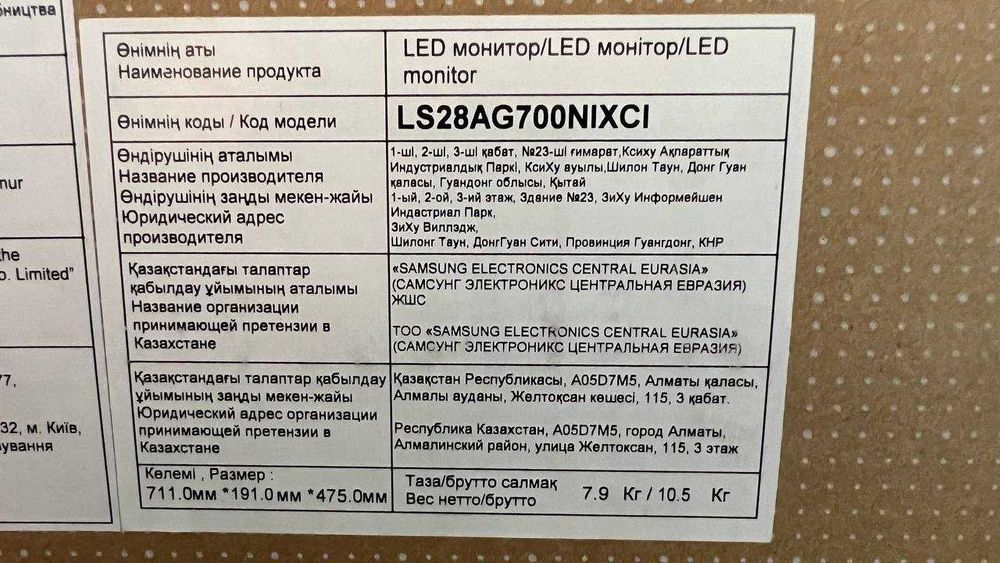 ництва
Өнімнің аты
Наименование продукта
LED монитор/LED монітор/LED
monitor
Өнімнің коды / Код модели
LS28AG700NIXCI
Өндірушінің аталымы
Название производителя
Өндірушінің заңды мекен-жайы
Юридический адрес
производителя
1-ші, 2-ші, 3-ші қабат, №23-ші ғимарат,Ксиху Ақпараттық
Индустриалдық Паркі, КсиХу ауылы,Шилон Таун, Донг Гуан
қаласы, Гуандонг облысы, Қытай
1-ый, 2-ой, 3-ий этаж, Здание №23, ЗиХу Информейшен
Индастриал Парк,
ЗиХу Виллэдж,
Шилонг Таун, ДонгГуан Сити, Провинция Гуангдонг, КНР
mur
the
o. Limited"
Қазақстандағы талаптар
қабылдау ұйымының аталымы
Название организации
принимающей претензии в
Казахстане
«SAMSUNG ELECTRONICS CENTRAL EURASIA»
(САМСУНГ ЭЛЕКТРОНИКС ЦЕНТРАЛЬНАЯ ЕВРАЗИЯ)
ЖШС
ТОО «SAMSUNG ELECTRONICS CENTRAL EURASIA»
(САМСУНГ ЭЛЕКТРОНИКС ЦЕНТРАЛЬНАЯ ЕВРАЗИЯ)
77,
32, м. Київ,
ування
Қазақстандағы талаптар қабылдау
ұйымының заңды мекен-жайы
Юридический адрес организации
принимающей претензии в
Казахстане
Қазақстан Республикасы, A05D7M5, Алматы қаласы,
Алмалы ауданы, Желтоқсан көшесі, 115, 3 қабат.
Республика Казахстан, A05D7M5, город Алматы,
Алмалинский район, улица Желтоксан, 115, 3 этаж
Көлемі , Размер :
711.0мм *191.0 мм *475.0мм
Таза/брутто салмақ
Вес нетто/брутто
7.9 Кг / 10.5 Кг